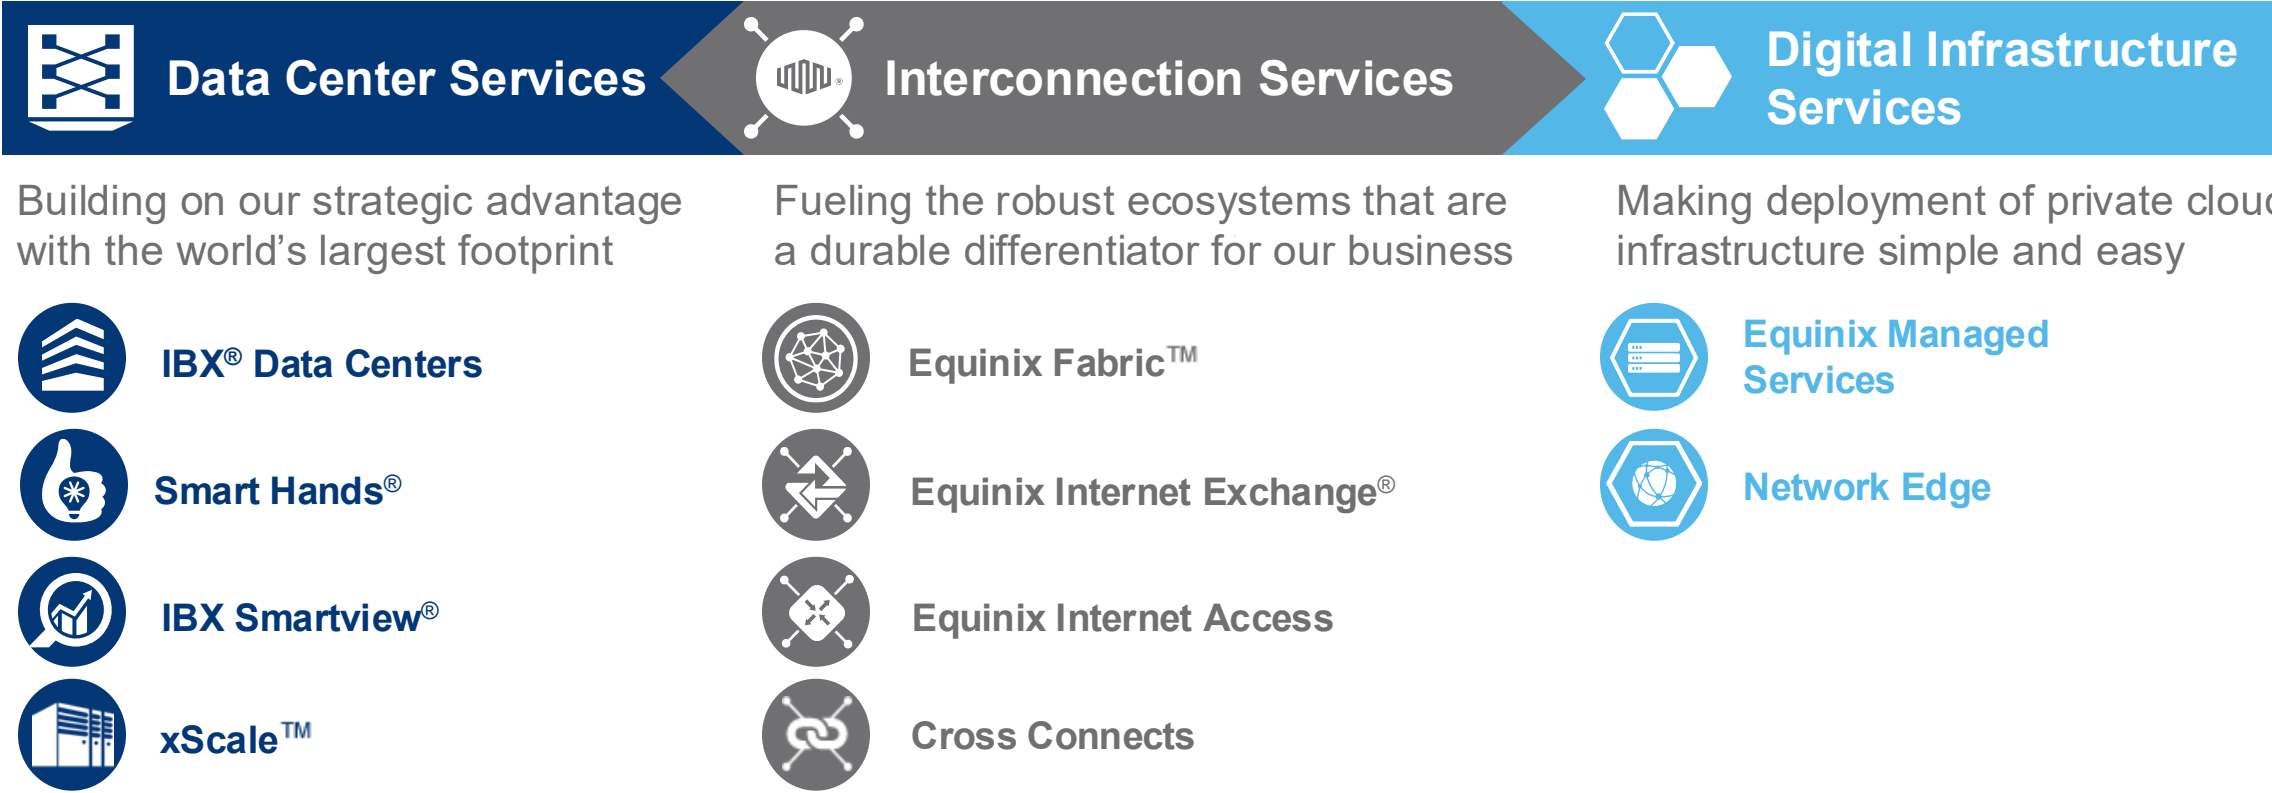 Data Center Services
Interconnection Services
Digital Infrastructure
Services
Building on our strategic advantage
with the world's largest footprint
Fueling the robust ecosystems that are
a durable differentiator for our business
Making deployment of private cloud
infrastructure simple and easy
IBX® Data Centers
Smart Hands®
IBX Smartview®
xScale™
Equinix Fabric™
Equinix Internet Exchange®
Equinix Internet Access
Cross Connects
Equinix Managed
Services
Network Edge